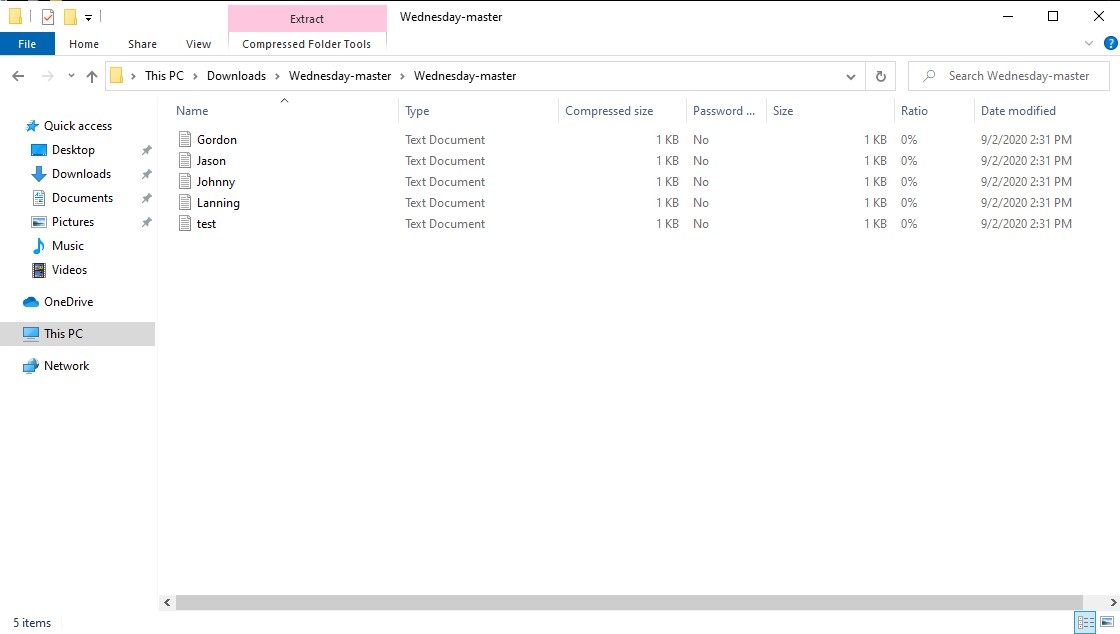 Extract
Wednesday-master
File
Home
Share
View
Compressed Folder Tools
?
This PC
Downloads
Wednesday-master
Wednesday-master
Search Wednesday-master
Name
Type
Compressed size
Password ...
Size
Ratio
Date modified
Gordon Text Document 1 KB No 1 KB 0% 9/2/2020 2:31 PM
Jason Text Document 1 KB No 1 KB 0% 9/2/2020 2:31 PM
Johnny Text Document 1 KB No 1 KB 0% 9/2/2020 2:31 PM
Lanning Text Document 1 KB No 1 KB 0% 9/2/2020 2:31 PM
test Text Document 1 KB No 1 KB 0% 9/2/2020 2:31 PM
Quick access
Desktop
Downloads
Documents
Pictures
Music
Videos
OneDrive
This PC
Network
5 items